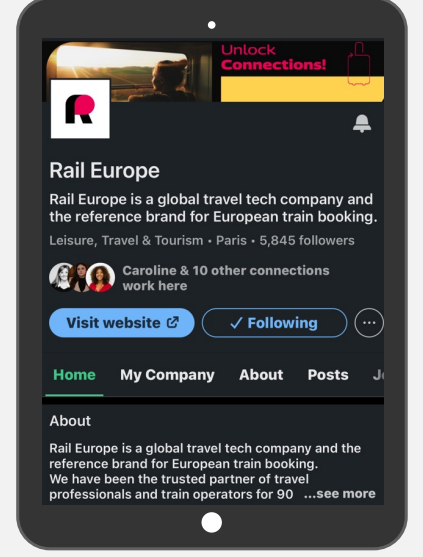 Unlock
Connections!
Rail Europe
Rail Europe is a global travel tech company and
the reference brand for European train booking.
Leisure, Travel & Tourism • Paris • 5,845 followers
Caroline & 10 other connections
work here
Visit website
✓ Following
Home My Company About Posts
About
Rail Europe is a global travel tech company and the
reference brand for European train booking.
We have been the trusted partner of travel
professionals and train operators for 90 ...see more